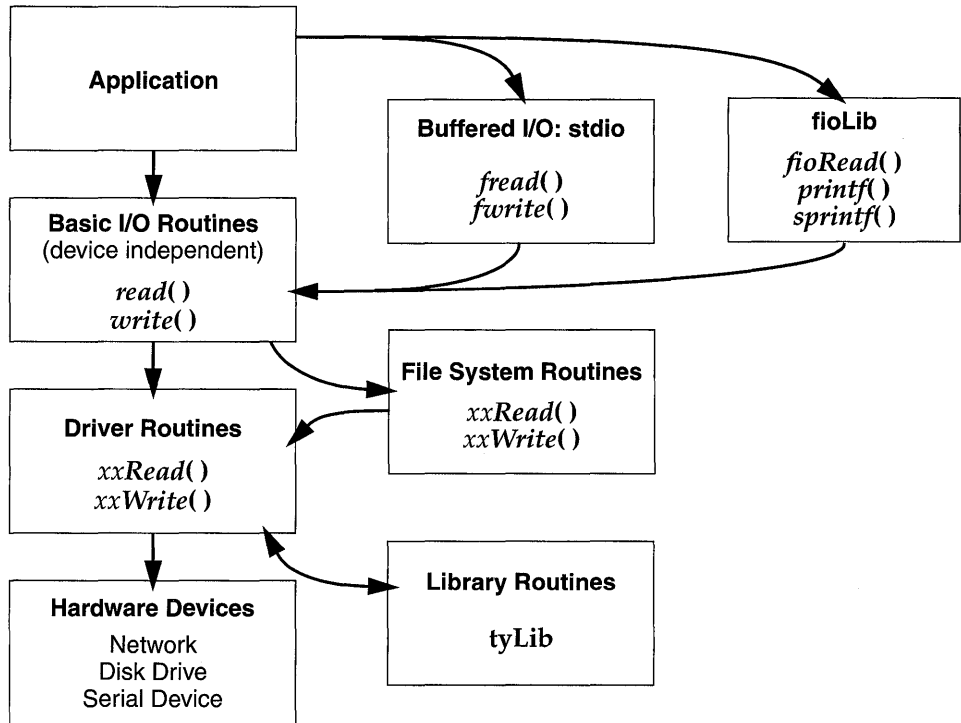 Application
Buffered I/O: stdio
fread( )
fwrite( )
fioLib
fioRead( )
printf( )
sprintf( )
Basic I/O Routines
(device independent)
read( )
write( )
File System Routines
xxRead( )
xxWrite( )
Driver Routines
xxRead( )
xxWrite( )
Library Routines
tyLib
Hardware Devices
Network
Disk Drive
Serial Device